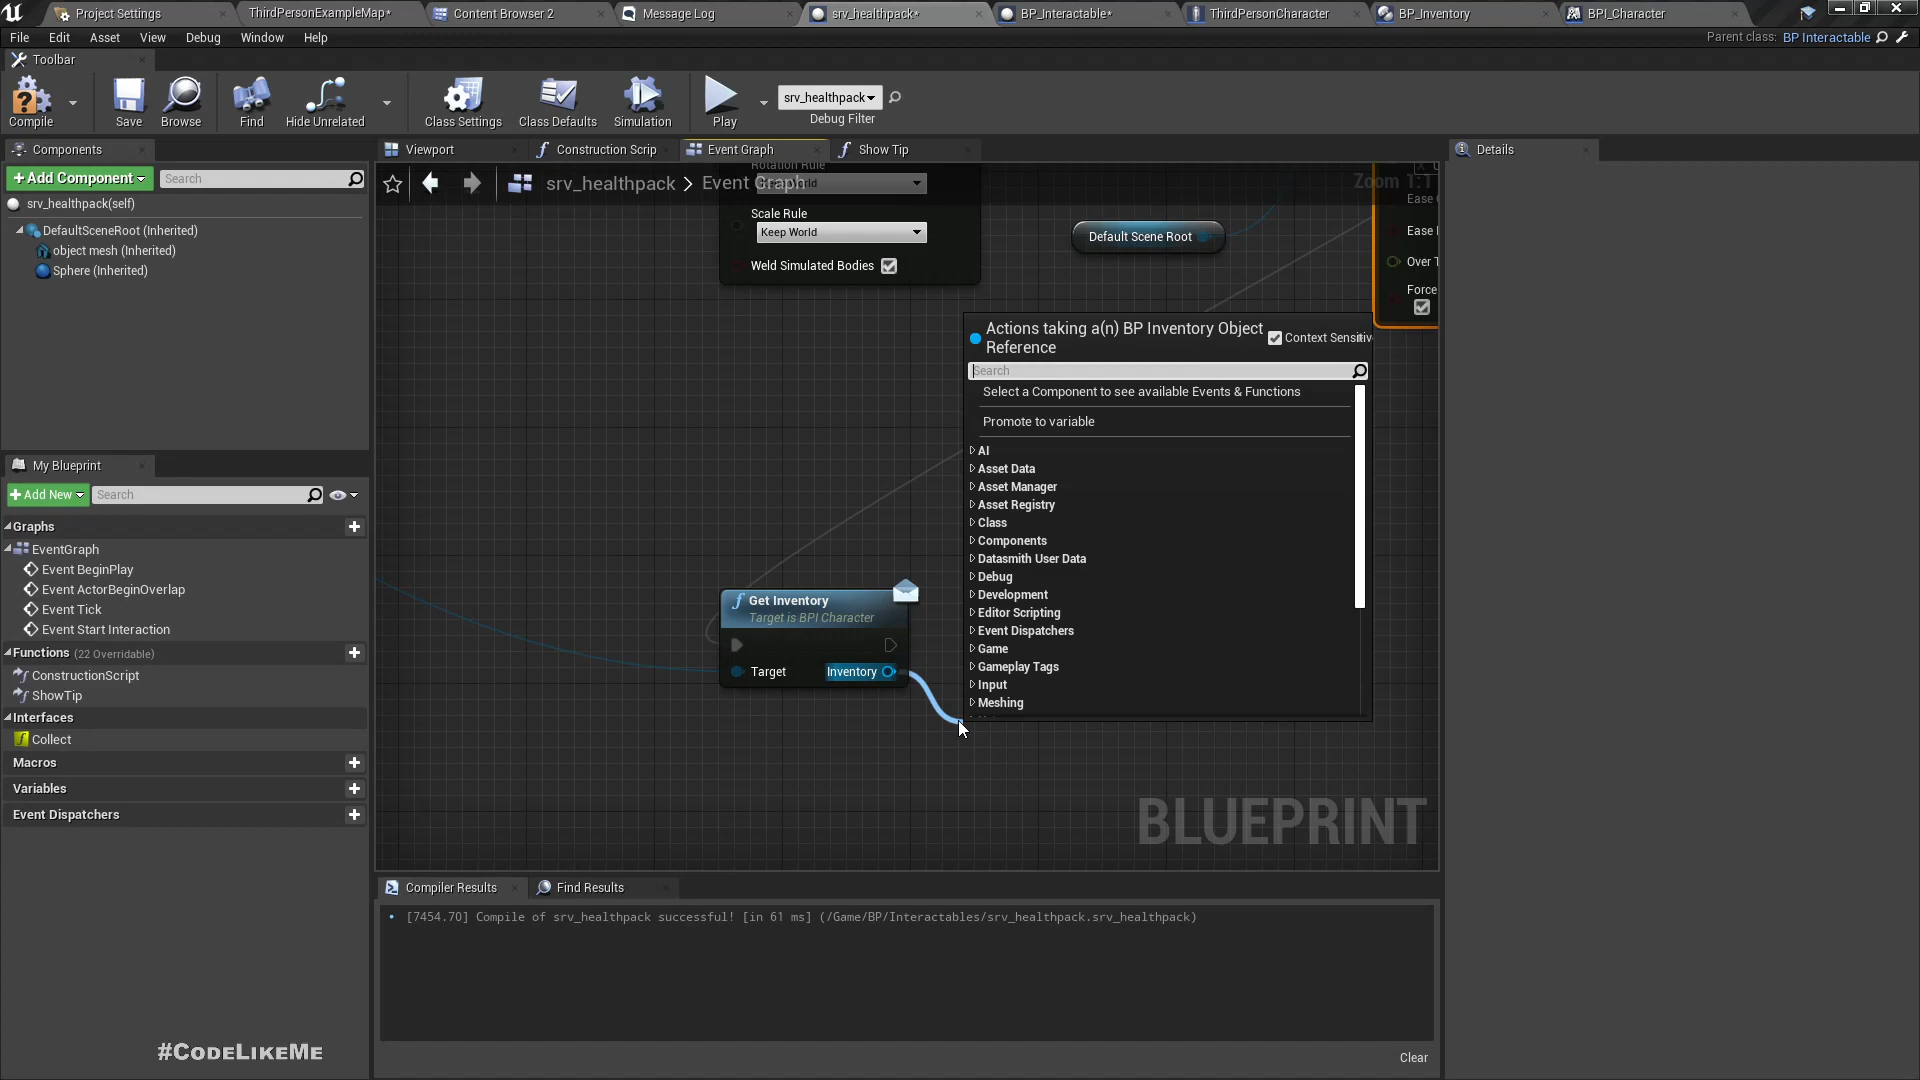 Project Settings
ThirdPersonExampleMap*
Content Browser 2
Message Log
srv_healthpack*
BP_Interactable*
ThirdPersonCharacter
BP_Inventory
BPI_Character
File Edit Asset View Debug Window Help
Parent class: BP Interactable
Toolbar
Compile
Save
Browse
Find
Hide Unrelated
Class Settings
Class Defaults
Simulation
Play
srv_healthpack
Debug Filter
Components
+Add Component
Search
srv_healthpack(self)
DefaultSceneRoot (Inherited)
object mesh (Inherited)
Sphere (Inherited)
My Blueprint
+Add New
Search
Graphs
EventGraph
Event BeginPlay
Event ActorBeginOverlap
Event Tick
Event Start Interaction
Functions (22 Overridable)
ConstructionScript
ShowTip
Interfaces
Collect
Macros
Variables
Event Dispatchers
#CodeLikeMe
Viewport
Construction Scrip
Event Graph
Show Tip
srv_healthpack > Event Graph
Zoom 1:1
Rotation Rule
Scale Rule
Keep World
Weld Simulated Bodies
Default Scene Root
Ease
Over T
Force
Actions taking a(n) BP Inventory Object
Reference
Context Sensitiv
Search
Select a Component to see available Events & Functions
Promote to variable
AI
Asset Data
Asset Manager
Asset Registry
Class
Components
Datasmith User Data
Debug
Development
Editor Scripting
Event Dispatchers
Game
Gameplay Tags
Input
Meshing
Get Inventory
Target is BPI Character
Target
Inventory
BLUEPRINT
Compiler Results
Find Results
[7454.70] Compile of srv_healthpack successful! [in 61 ms] (/Game/BP/Interactables/srv_healthpack.srv_healthpack)
Clear
Details